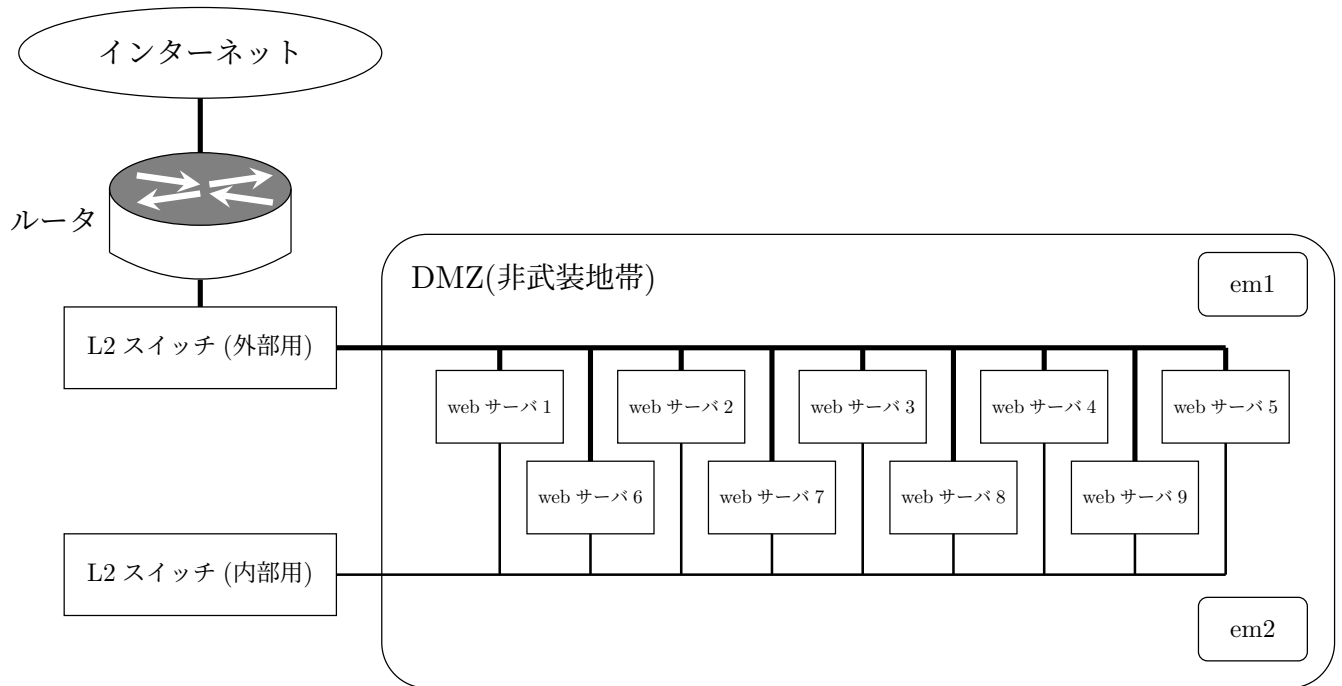 インターネット
ルータ
DMZ(非武装地帯)
em1
L2 スイッチ (外部用)
web サーバ 1
web サーバ 2
web サーバ 3
web サーバ 4
web サーバ 5
web サーバ 6
web サーバ 7
web サーバ 8
web サーバ 9
L2 スイッチ (内部用)
em2